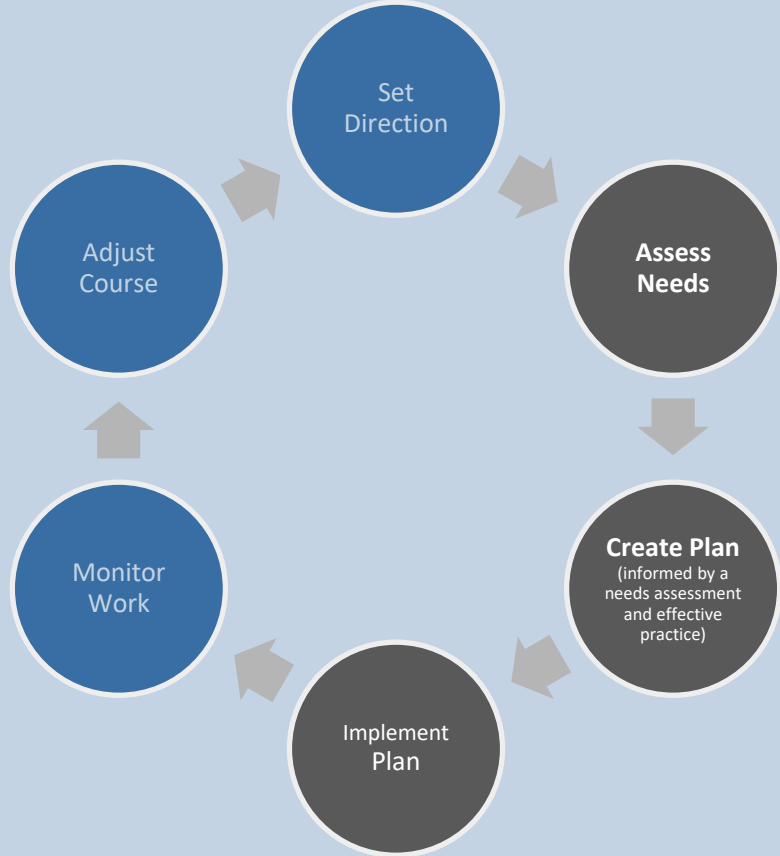 Set
Direction
Assess
Needs
Create Plan
(informed by a
needs assessment
and effective
practice)
Implement
Plan
Monitor
Work
Adjust
Course